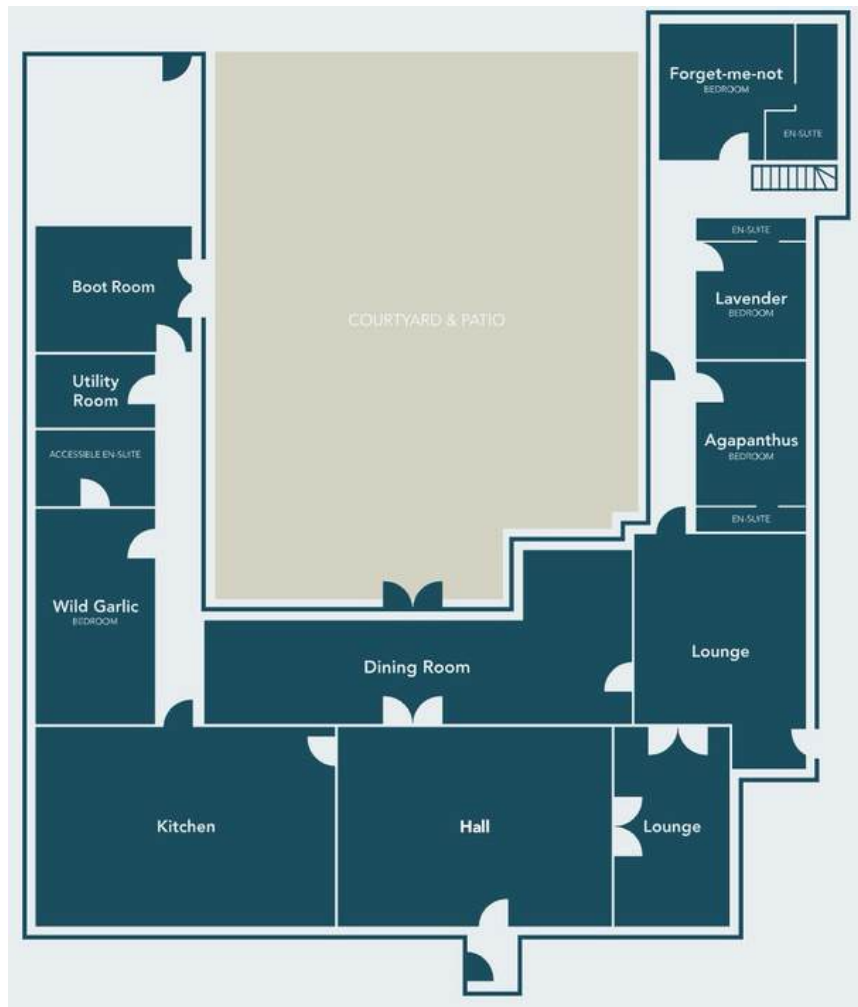 Forget-me-not
BEDROOM
EN-SUITE
EN-SUITE
Lavender
BEDROOM
Boot Room
COURTYARD & PATIO
Utility
Room
Agapanthus
BEDROOM
ACCESSIBLE EN-SUITE
EN-SUITE
Wild Garlic
BEDROOM
Lounge
Dining Room
Kitchen
Hall
Lounge